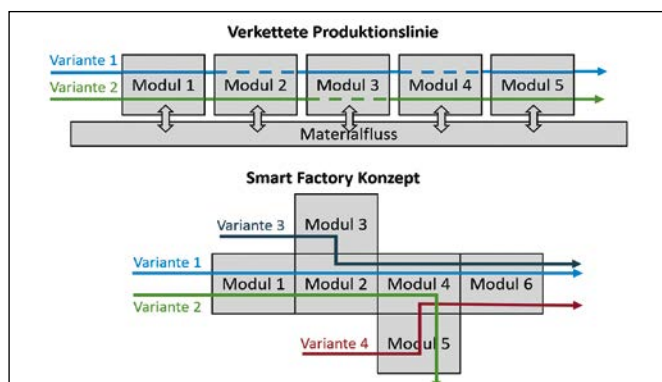 Verkettete Produktionslinie
Variante 1
Modul 1 Modul 2 Modul 3 Modul 4 Modul 5
Variante 2
Materialfluss
Smart Factory Konzept
Variante 3
Modul 3
Variante 1
Modul 1 Modul 2 Modul 4 Modul 6
Variante 2
Variante 4
Modul 5